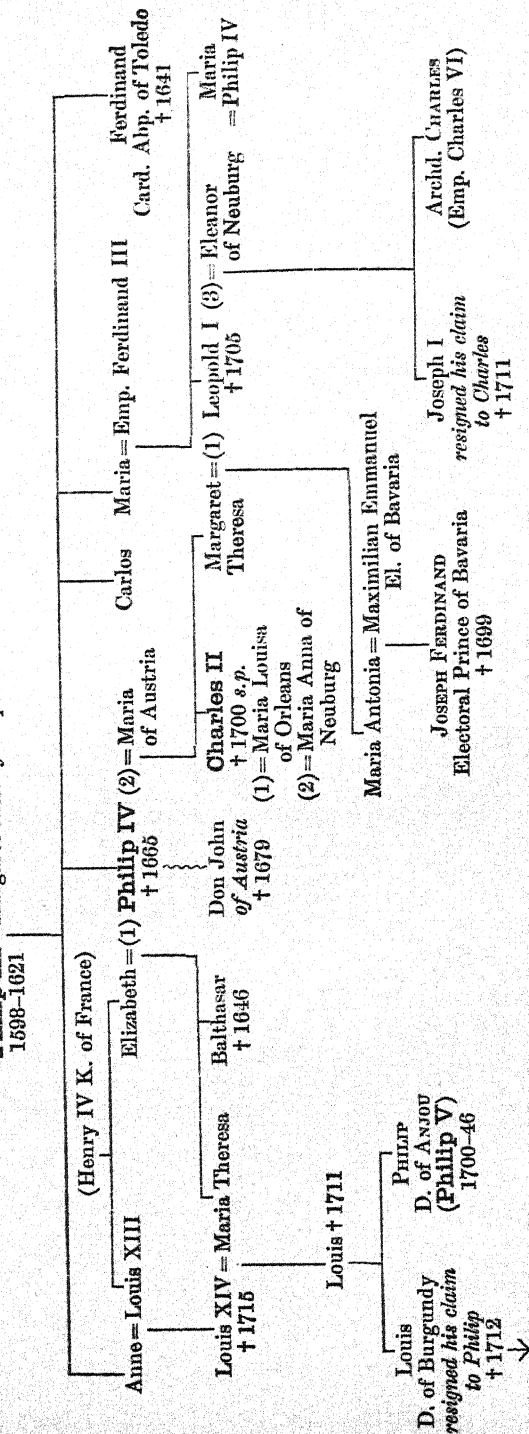 1598–1621
(Henry IV K. of France)
Anne=Louis XIII
Elizabeth=(1) Philip IV (2)=Maria
†1665
of Austria
Carlos
Maria=Emp. Ferdinand III
Ferdinand
Card. Abp. of Toledo
†1641
Louis XIV=Maria Theresa
†1715
Balthasar
†1646
Don John
of Austria
†1679
Charles II
†1700 s.p.
(1)=Maria Louisa
of Orleans
(2)=Maria Anna of
Neuburg
Margaret=(1) Leopold I (3)=Eleanor
Theresa
†1705
of Neuburg
Maria
=Philip IV
Louis †1711
Maria Antonia=Maximilian Emmanuel
El. of Bavaria
Louis
D. of Burgundy
resigned his claim
to Philip
†1712
PHILIP
D. of ANJOU
(Philip V)
1700–46
JOSEPH FERDINAND
Electoral Prince of Bavaria
†1699
Joseph I
resigned his claim
to Charles
†1711
Archd. CHARLES
(Emp. Charles VI)